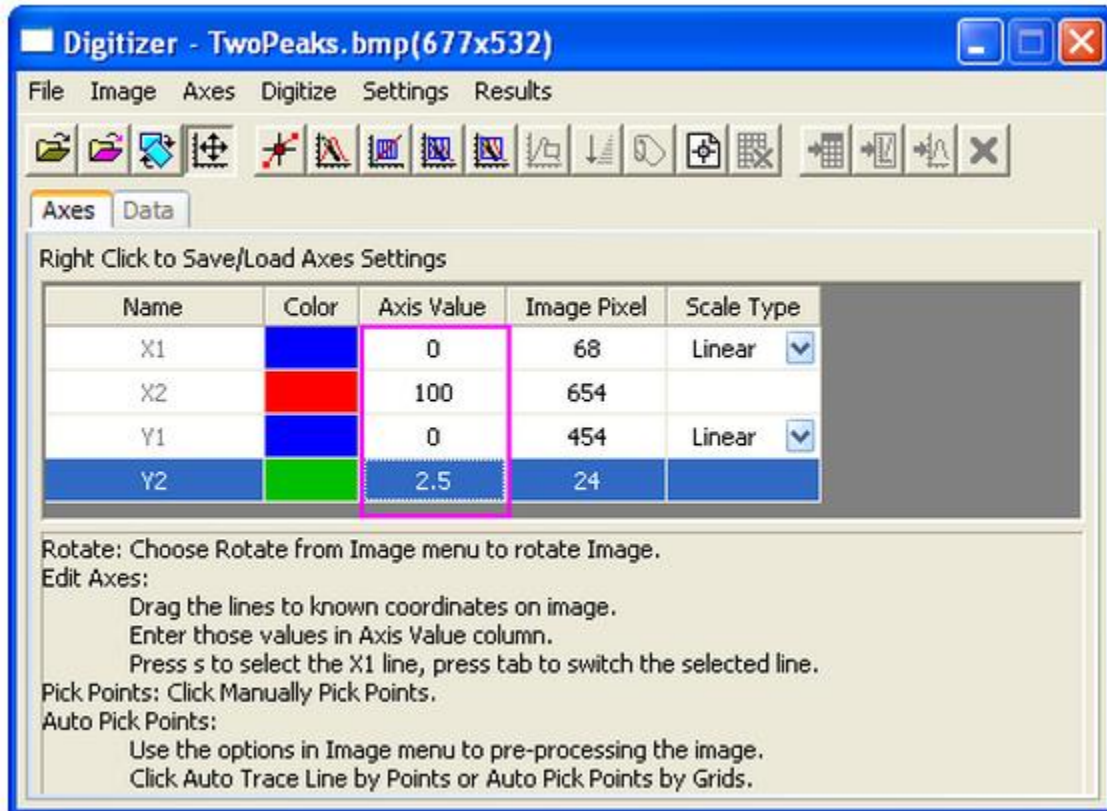 Digitizer - TwoPeaks.bmp(677x532)
File Image Axes Digitize Settings Results
Axes Data
Right Click to Save/Load Axes Settings
Name Color Axis Value Image Pixel Scale Type
X1 0 68 Linear
X2 100 654
Y1 0 454 Linear
Y2 2.5 24
Rotate: Choose Rotate from Image menu to rotate Image.
Edit Axes:
Drag the lines to known coordinates on image.
Enter those values in Axis Value column.
Press s to select the X1 line, press tab to switch the selected line.
Pick Points: Click Manually Pick Points.
Auto Pick Points:
Use the options in Image menu to pre-processing the image.
Click Auto Trace Line by Points or Auto Pick Points by Grids.